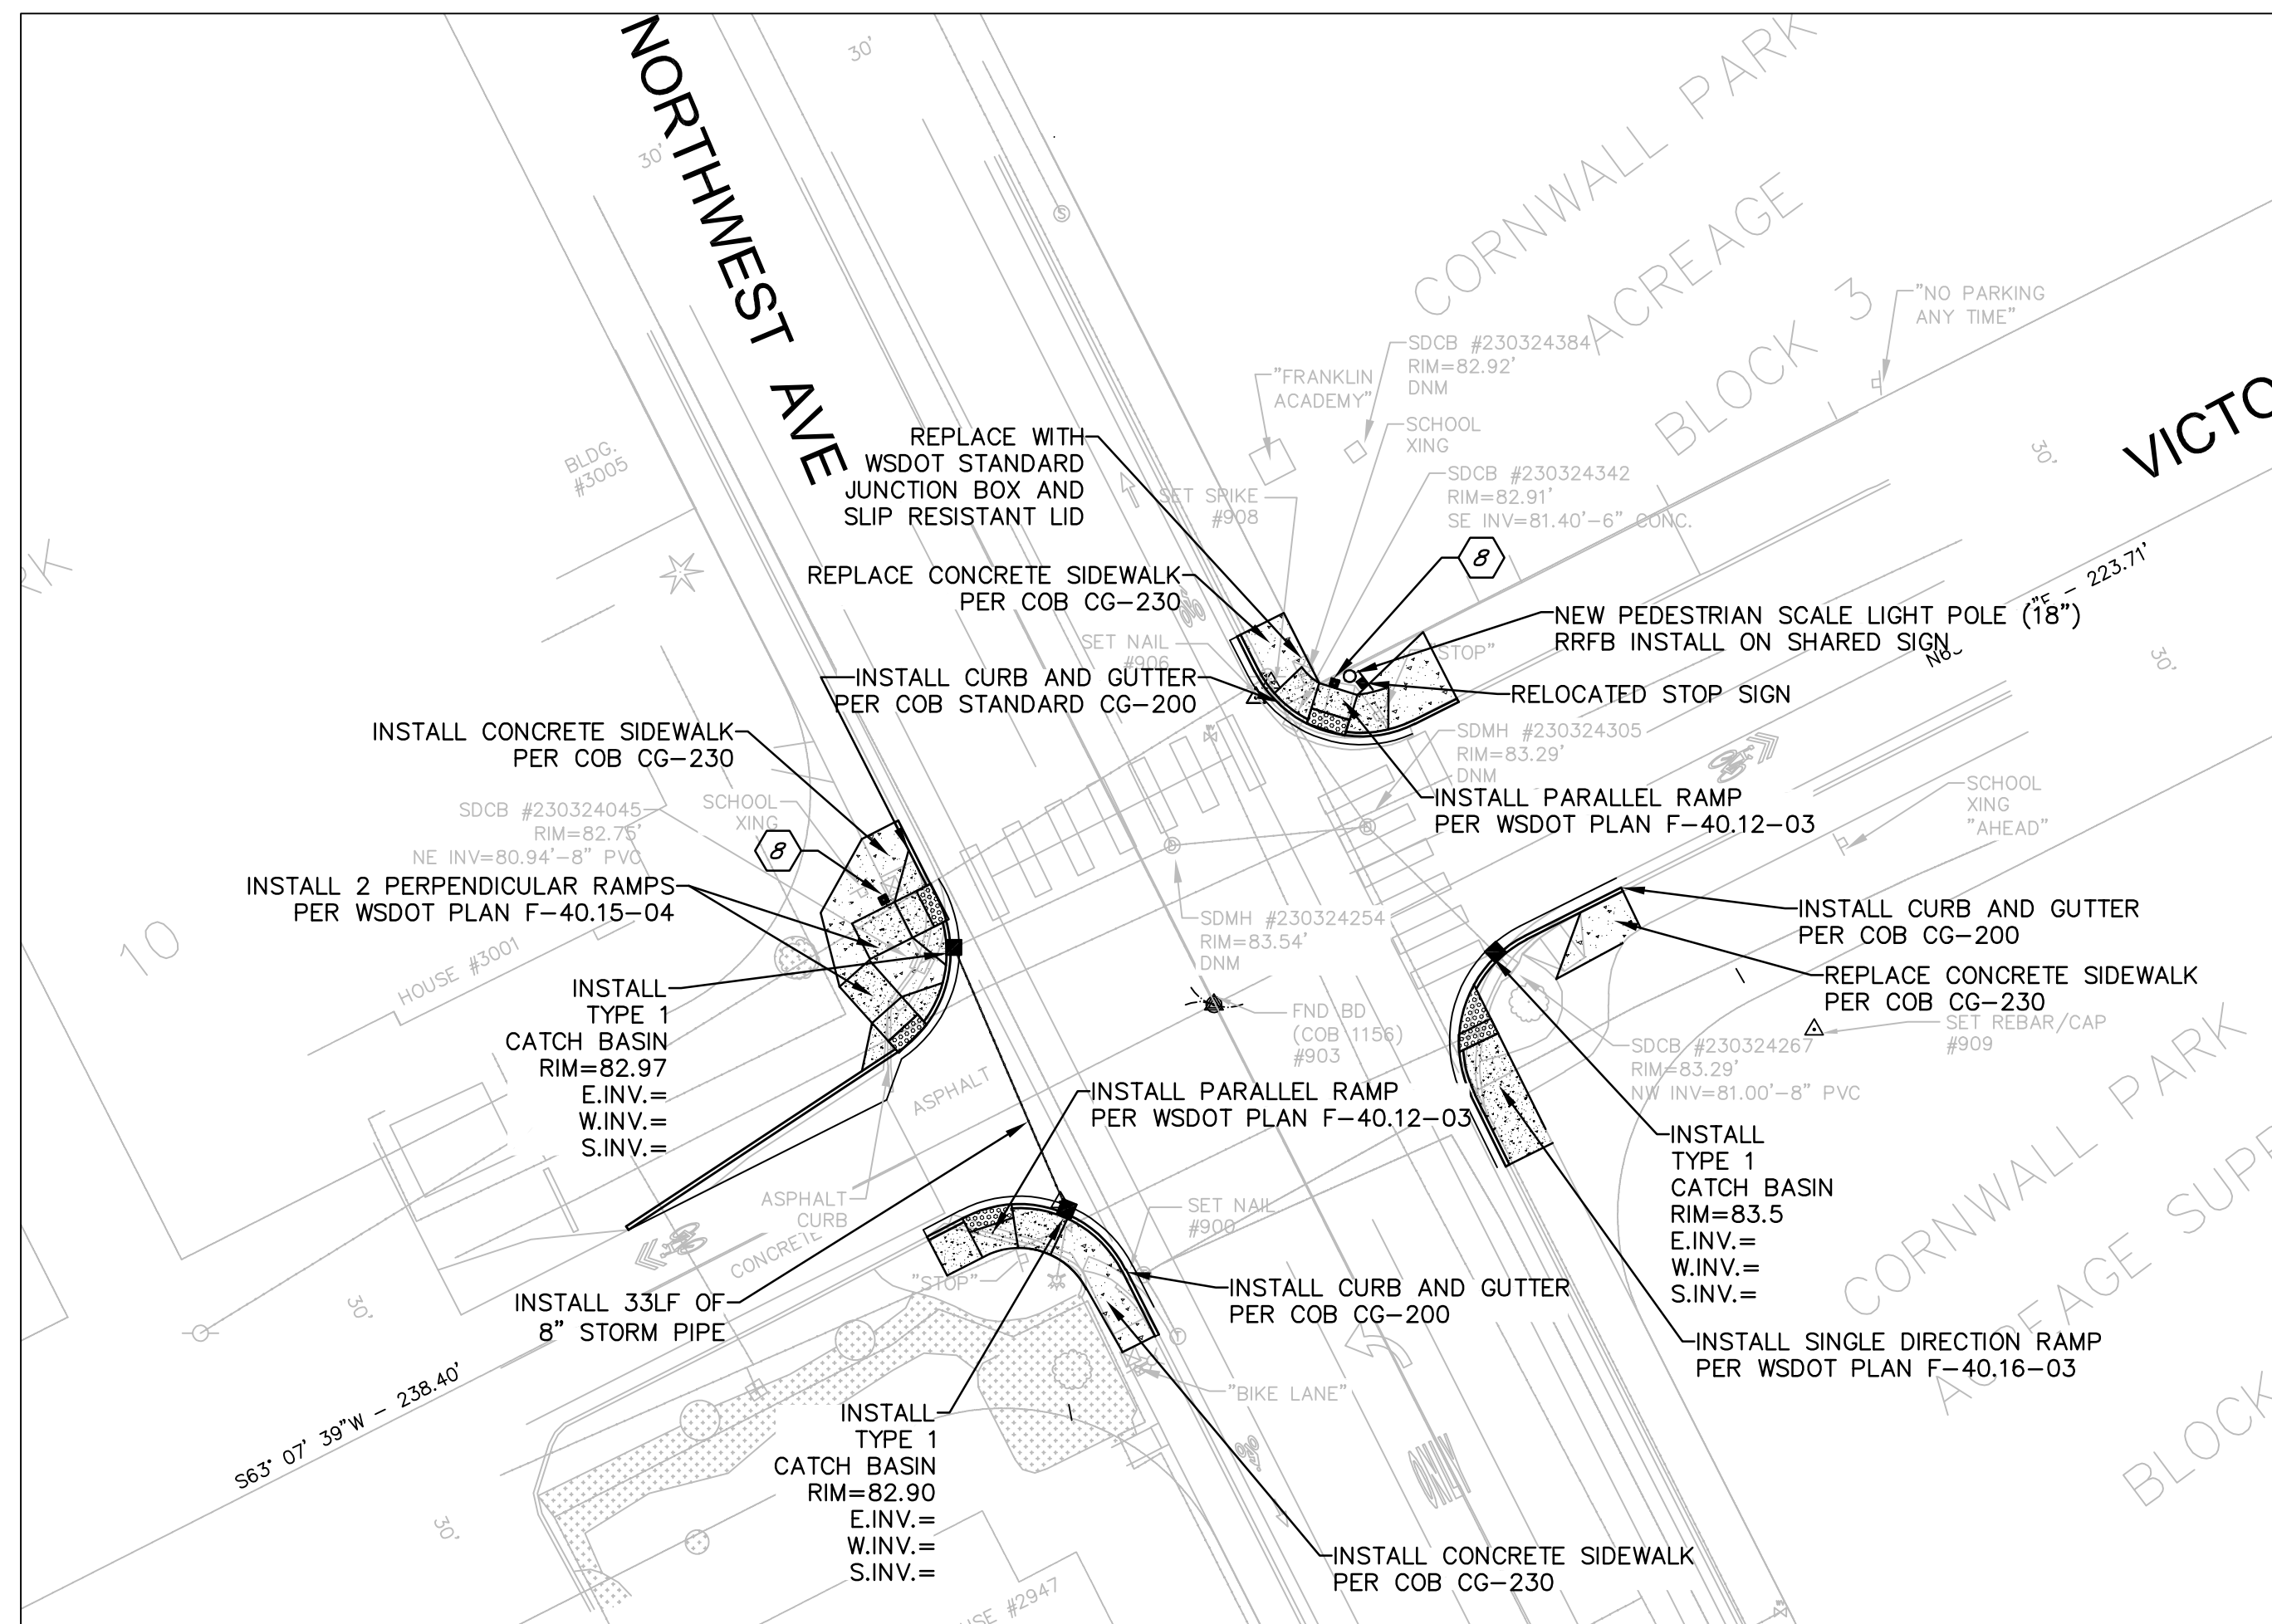 NORTHWEST AVE
30'
30'
CORNWALL PARK
ACREAGE
BLOCK 3
"NO PARKING
ANY TIME"
SDCB #230324384
RIM=82.92'
DNM
"FRANKLIN
ACADEMY"
SCHOOL
XING
VICTO
30'
BLDG.
#3005
REPLACE WITH
WSDOT STANDARD
JUNCTION BOX AND
SLIP RESISTANT LID
SET SPIKE
#908
SDCB #230324342
RIM=82.91'
SE INV=81.40'-6" CONC.
8
REPLACE CONCRETE SIDEWALK
PER COB CG-230
"E - 223.71'
NEW PEDESTRIAN SCALE LIGHT POLE (18")
RRFB INSTALL ON SHARED SIGN
SET NAIL
#906
STOP"
30'
INSTALL CURB AND GUTTER
PER COB STANDARD CG-200
RELOCATED STOP SIGN
INSTALL CONCRETE SIDEWALK
PER COB CG-230
SDMH #230324305
RIM=83.29'
DNM
INSTALL PARALLEL RAMP
PER WSDOT PLAN F-40.12-03
SCHOOL
XING
"AHEAD"
SDCB #230324045
RIM=82.75'
NE INV=80.94'-8" PVC
SCHOOL
XING
8
INSTALL 2 PERPENDICULAR RAMPS
PER WSDOT PLAN F-40.15-04
SDMH #230324254
RIM=83.54'
DNM
INSTALL CURB AND GUTTER
PER COB CG-200
10
HOUSE #3001
REPLACE CONCRETE SIDEWALK
PER COB CG-230
INSTALL
TYPE 1
CATCH BASIN
RIM=82.97
E.INV.=
W.INV.=
S.INV.=
FND BD
(COB 1156)
#903
SET REBAR/CAP
#909
SDCB #230324267
RIM=83.29'
NW INV=81.00'-8" PVC
ASPHALT
INSTALL PARALLEL RAMP
PER WSDOT PLAN F-40.12-03
INSTALL
TYPE 1
CATCH BASIN
RIM=83.5
E.INV.=
W.INV.=
S.INV.=
ASPHALT
CURB
CONCRETE
SET NAIL
#900
"STOP"
INSTALL CURB AND GUTTER
PER COB CG-200
INSTALL 33LF OF
8" STORM PIPE
30'
CORNWALL PARK
ACREAGE
BLOCK
INSTALL SINGLE DIRECTION RAMP
PER WSDOT PLAN F-40.16-03
"BIKE LANE"
S63° 07' 39"W - 238.40'
30'
INSTALL
TYPE 1
CATCH BASIN
RIM=82.90
E.INV.=
W.INV.=
S.INV.=
ONLY
INSTALL CONCRETE SIDEWALK
PER COB CG-230
#2947